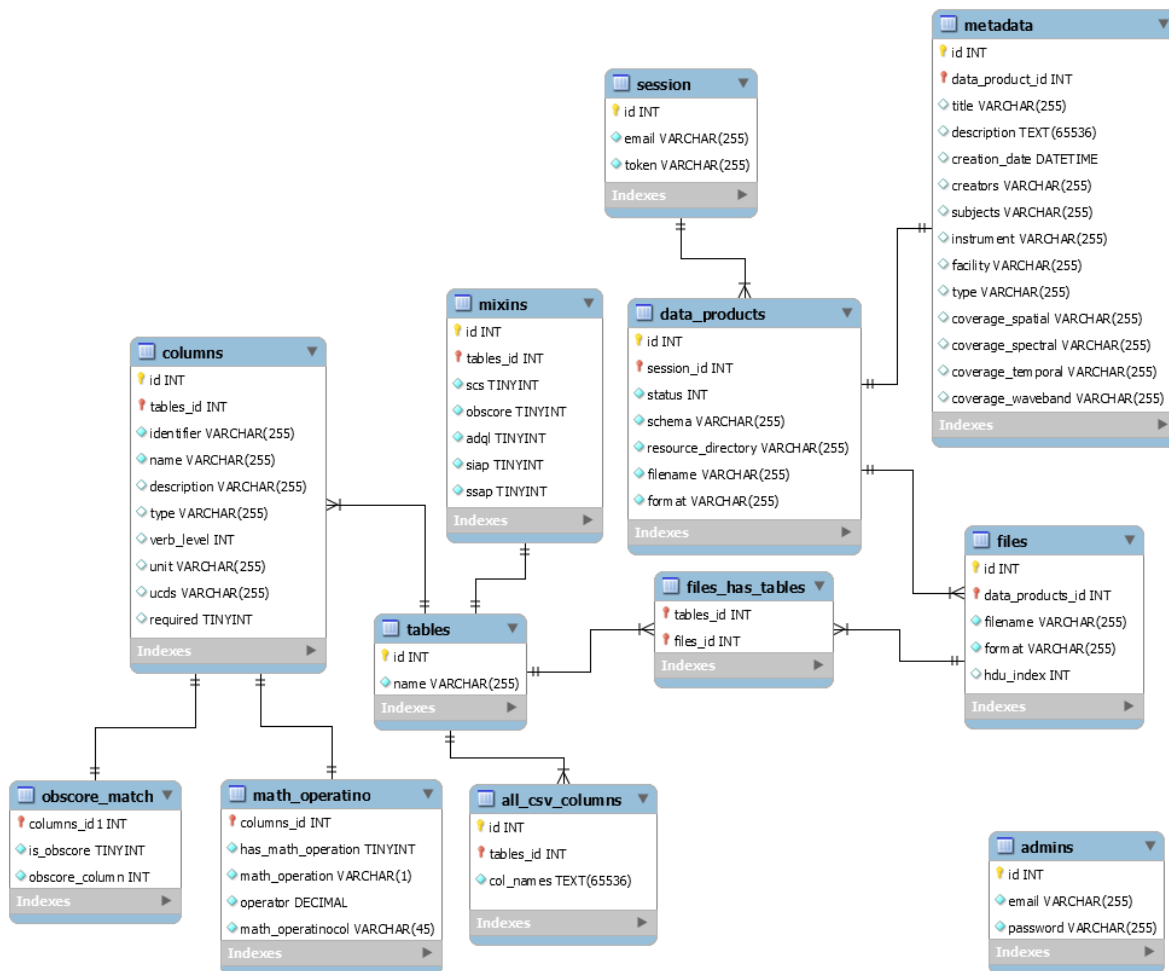 metadata
id INT
data_product_id INT
title VARCHAR(255)
description TEXT(65536)
creation_date DATETIME
creators VARCHAR(255)
subjects VARCHAR(255)
instrument VARCHAR(255)
facility VARCHAR(255)
type VARCHAR(255)
coverage_spatial VARCHAR(255)
coverage_spectral VARCHAR(255)
coverage_temporal VARCHAR(255)
coverage_waveband VARCHAR(255)
Indexes
session
id INT
email VARCHAR(255)
token VARCHAR(255)
Indexes
mixins
id INT
tables_id INT
scs TINYINT
obscore TINYINT
adql TINYINT
siap TINYINT
ssap TINYINT
Indexes
data_products
id INT
session_id INT
status INT
schema VARCHAR(255)
resource_directory VARCHAR(255)
filename VARCHAR(255)
format VARCHAR(255)
Indexes
columns
id INT
tables_id INT
identifier VARCHAR(255)
name VARCHAR(255)
description VARCHAR(255)
type VARCHAR(255)
verb_level INT
unit VARCHAR(255)
ucds VARCHAR(255)
required TINYINT
Indexes
files
id INT
data_products_id INT
filename VARCHAR(255)
format VARCHAR(255)
hdu_index INT
Indexes
files_has_tables
tables_id INT
files_id INT
Indexes
tables
id INT
name VARCHAR(255)
Indexes
obscore_match
columns_id1 INT
is_obscore TINYINT
obscore_column INT
Indexes
math_operatino
columns_id INT
has_math_operation TINYINT
math_operation VARCHAR(1)
operator DECIMAL
math_operatinocol VARCHAR(45)
Indexes
all_csv_columns
id INT
tables_id INT
col_names TEXT(65536)
Indexes
admins
id INT
email VARCHAR(255)
password VARCHAR(255)
Indexes